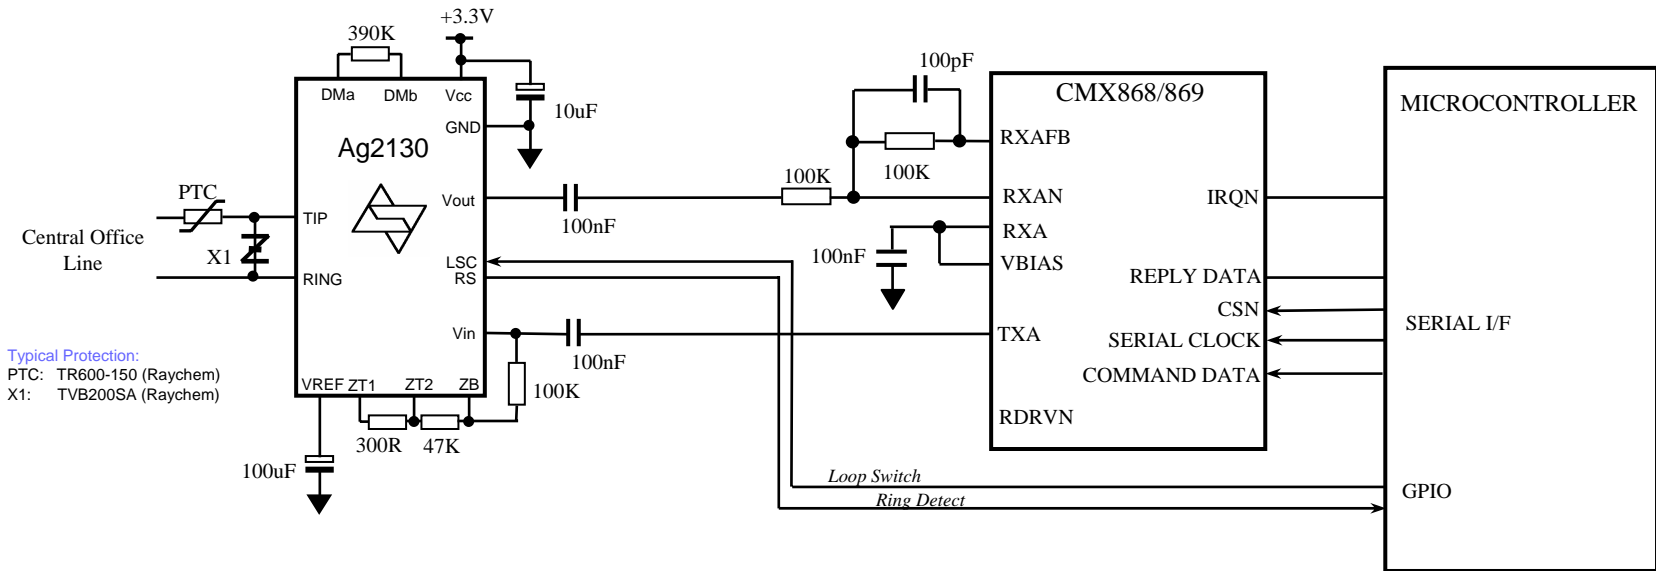 +3.3V
390K
DMa
DMb
Vcc
10uF
GND
Ag2130
PTC
TIP
Central Office
Line
X1
RING
Vout
100nF
LSC
RS
Vin
100nF
Typical Protection:
PTC: TR600-150 (Raychem)
X1: TVB200SA (Raychem)
VREF
ZT1
ZT2
ZB
100K
300R
47K
100uF
100pF
100K
100K
100nF
CMX868/869
RXAFB
RXAN
RXA
VBIAS
TXA
RDRVN
IRQN
REPLY DATA
CSN
SERIAL CLOCK
COMMAND DATA
MICROCONTROLLER
SERIAL I/F
GPIO
Loop Switch
Ring Detect